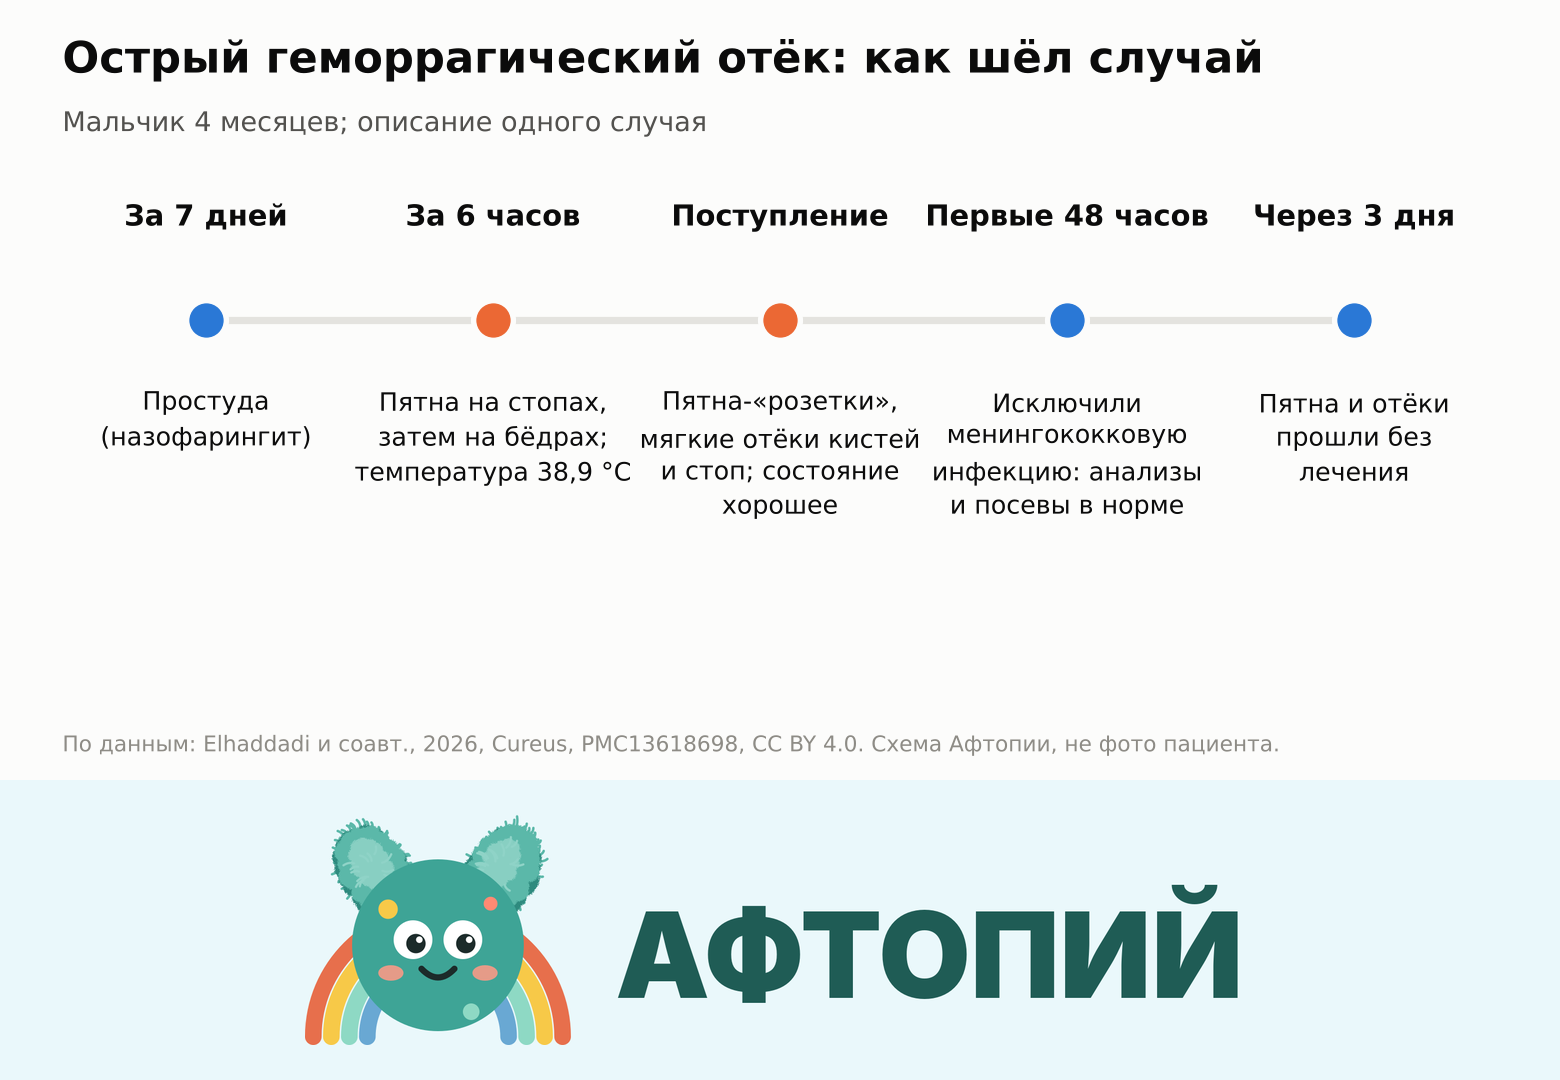 Острый геморрагический отёк: как шёл случай
Мальчик 4 месяцев; описание одного случая
За 7 дней
За 6 часов
Поступление
Первые 48 часов
Через 3 дня
Простуда
(назофарингит)
Пятна на стопах,
затем на бёдрах;
температура 38,9 °C
Пятна-«розетки»,
мягкие отёки кистей
и стоп; состояние
хорошее
Исключили
менингококковую
инфекцию: анализы
и посевы в норме
Пятна и отёки
прошли без
лечения
По данным: Elhaddadi и соавт., 2026, Cureus, PMC13618698, CC BY 4.0. Схема Афтопии, не фото пациента.
АФТОПИЙ